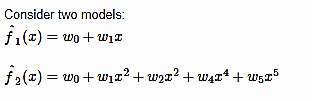 Consider two models:
f̂₁(x) = w₀ + w₁x
f̂₂(x) = w₀ + w₁x² + w₂x² + w₄x⁴ + w₅x⁵